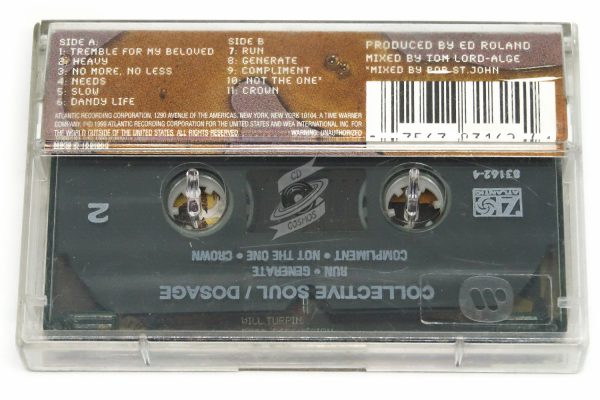 SIDE A:
1: TREMBLE FOR MY BELOVED
2: HEAVY
3: NO MORE, NO LESS
4: NEEDS
5: SLOW
6: DANDY LIFE
SIDE B
7: RUN
8: GENERATE
9: COMPLIMENT
10: NOT THE ONE*
11: CROWN
PRODUCED BY ED ROLAND
MIXED BY TOM LORD-ALGE
*MIXED BY BOB ST.JOHN
ATLANTIC RECORDING CORPORATION, 1290 AVENUE OF THE AMERICAS, NEW YORK, NEW YORK 10104. A TIME WARNER
COMPANY. ℗© 1999 ATLANTIC RECORDING CORPORATION FOR THE UNITED STATES AND WEA INTERNATIONAL INC. FOR
THE WORLD OUTSIDE OF THE UNITED STATES. ALL RIGHTS RESERVED. WARNING: UNAUTHORIZED
83162-4
ATLANTIC
CD
COSMOS
2
COLLECTIVE SOUL / DOSAGE
RUN • GENERATE
COMPLIMENT • NOT THE ONE • CROWN
WILL TURPIN